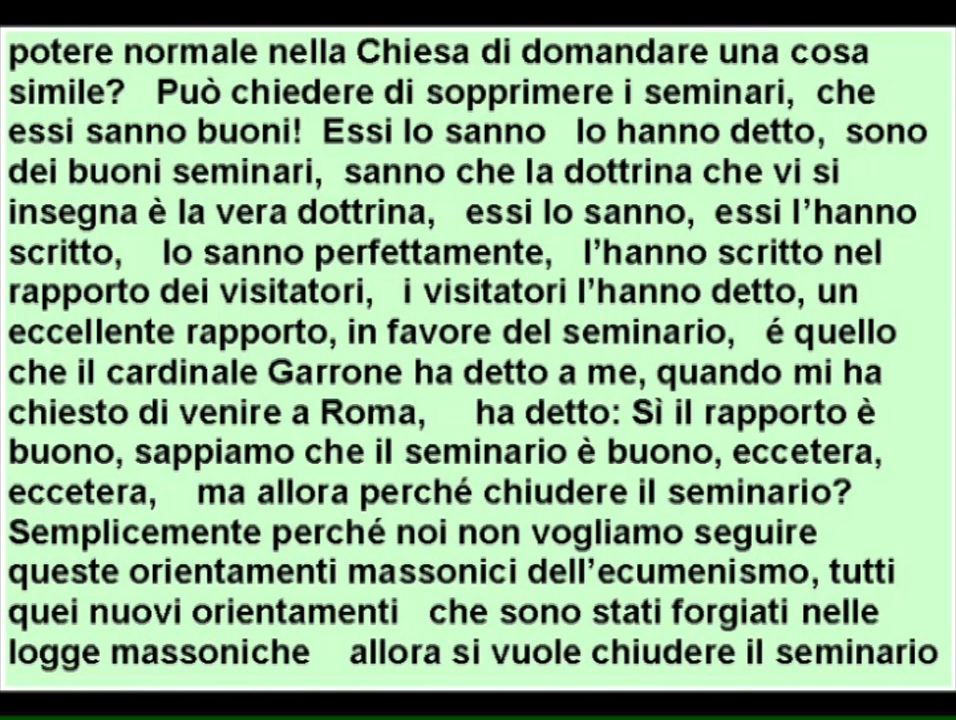 potere normale nella Chiesa di domandare una cosa
simile?   Può chiedere di sopprimere i seminari,  che
essi sanno buoni!  Essi lo sanno   lo hanno detto,  sono
dei buoni seminari,  sanno che la dottrina che vi si
insegna è la vera dottrina,   essi lo sanno,  essi l’hanno
scritto,    lo sanno perfettamente,   l’hanno scritto nel
rapporto dei visitatori,   i visitatori l’hanno detto, un
eccellente rapporto, in favore del seminario,   é quello
che il cardinale Garrone ha detto a me, quando mi ha
chiesto di venire a Roma,     ha detto: Sì il rapporto è
buono, sappiamo che il seminario è buono, eccetera,
eccetera,    ma allora perché chiudere il seminario?
Semplicemente perché noi non vogliamo seguire
queste orientamenti massonici dell’ecumenismo, tutti
quei nuovi orientamenti   che sono stati forgiati nelle
logge massoniche    allora si vuole chiudere il seminario